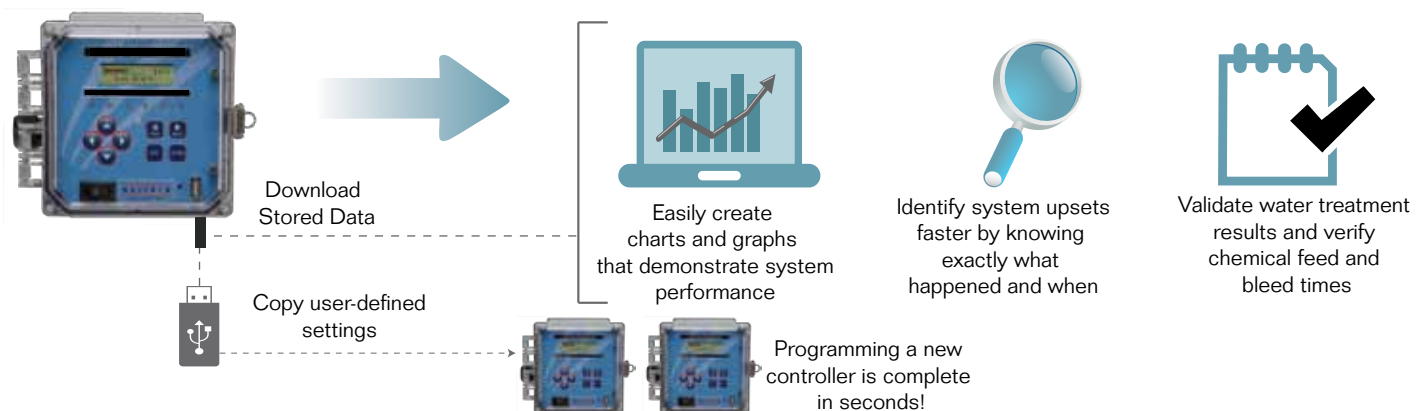 Download
Stored Data
Easily create
charts and graphs
that demonstrate system
performance
Identify system upsets
faster by knowing
exactly what
happened and when
Validate water treatment
results and verify
chemical feed and
bleed times
Copy user-defined
settings
Programming a new
controller is complete
in seconds!